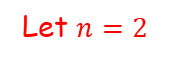 Let n = 2